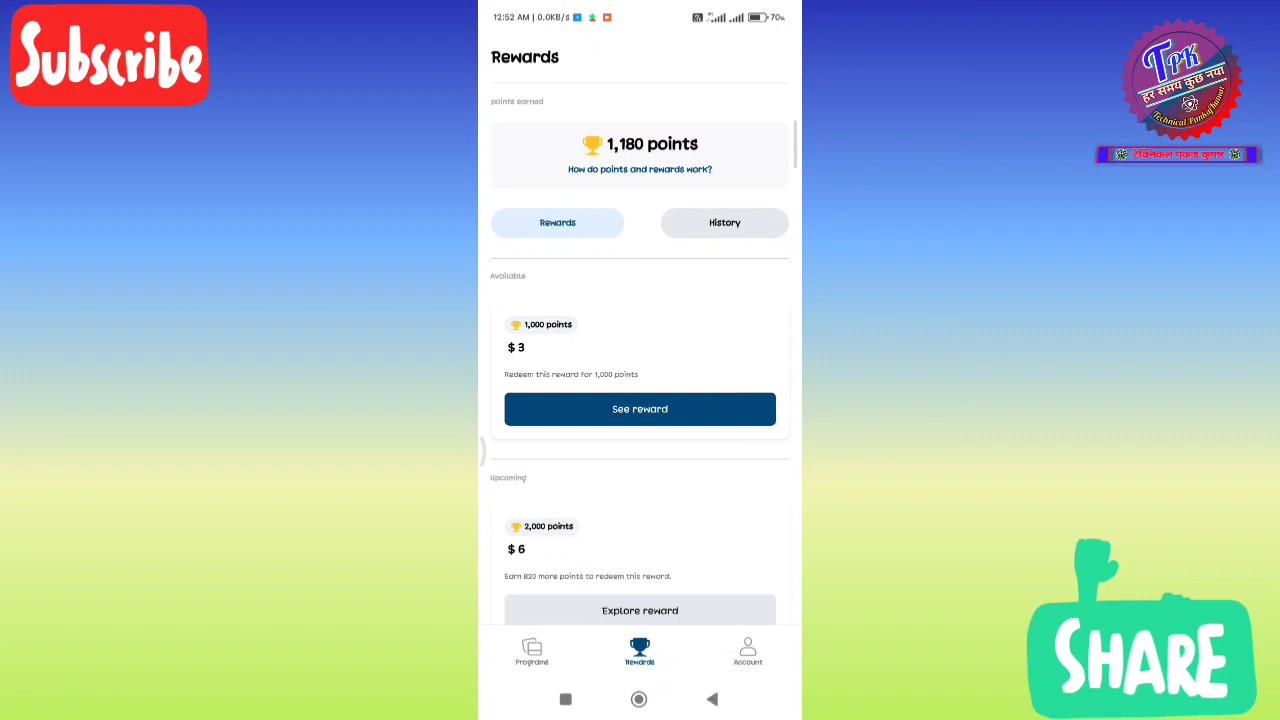 Subscribe
12:52 AM | 0.0KB/s
70%
Rewards
points earned
1,180 points
How do points and rewards work?
Rewards
History
Available
1,000 points
$ 3
Redeem this reward for 1,000 points
See reward
Upcoming
2,000 points
$ 6
Earn 820 more points to redeem this reward.
Explore reward
Programs
Rewards
Account
TPK
हर समय कुछ नया
Technical Pankajkumar
टेक्निकल पंकज कुमार
SHARE